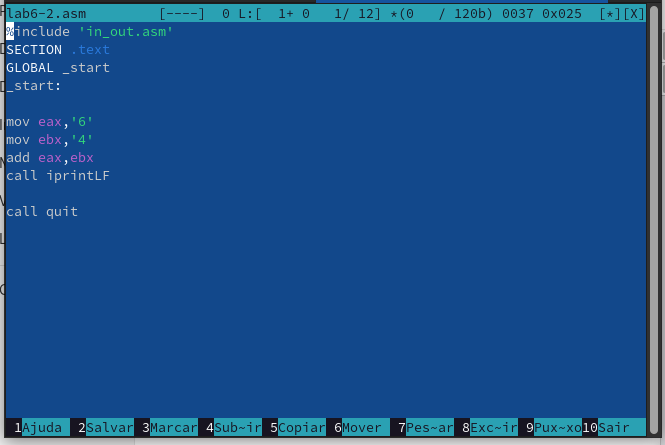 lab6-2.asm [----] 0 L:[ 1+ 0 1/ 12] *(0 / 120b) 0037 0x025 [*][X]
%include 'in_out.asm'
SECTION .text
GLOBAL _start
_start:
mov eax,'6'
mov ebx,'4'
add eax,ebx
call iprintLF
call quit
1Ajuda 2Salvar 3Marcar 4Sub~ir 5Copiar 6Mover 7Pes~ar 8Exc~ir 9Pux~xo 10Sair